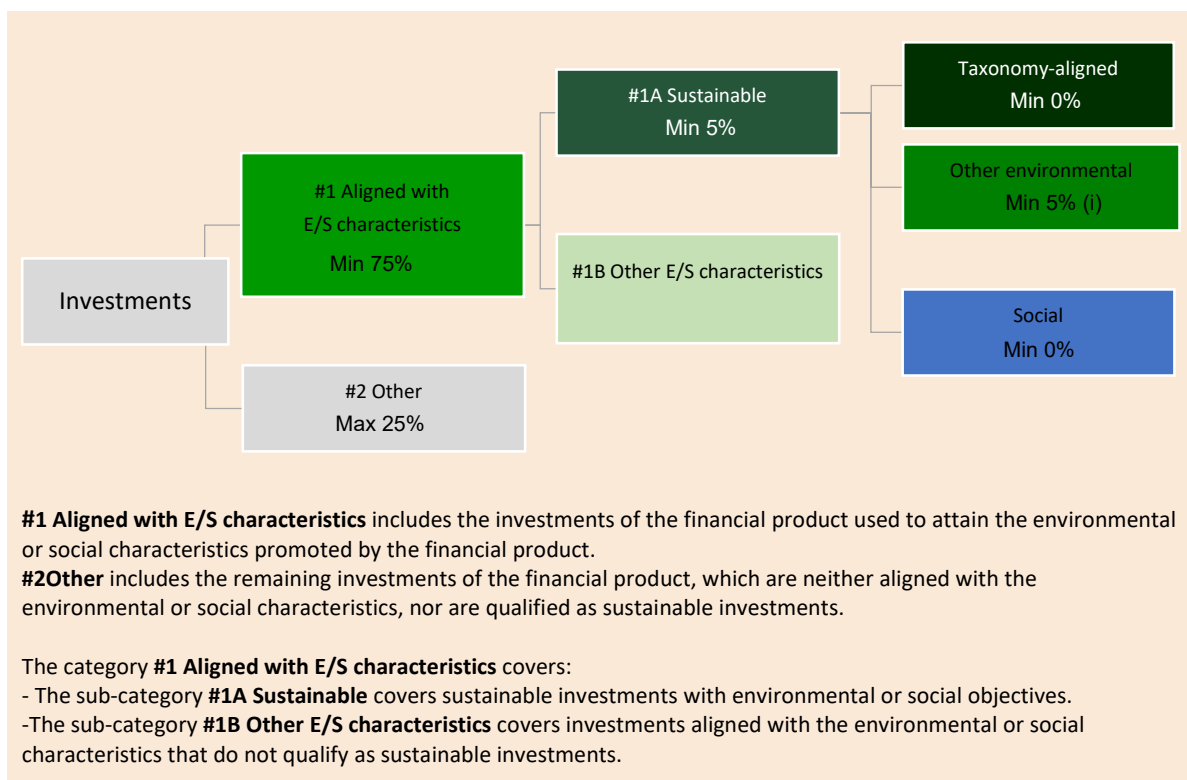 Investments
#1 Aligned with
E/S characteristics
Min 75%
#2 Other
Max 25%
#1A Sustainable
Min 5%
#1B Other E/S characteristics
Taxonomy-aligned
Min 0%
Other environmental
Min 5% (i)
Social
Min 0%
#1 Aligned with E/S characteristics includes the investments of the financial product used to attain the environmental
or social characteristics promoted by the financial product.
#2Other includes the remaining investments of the financial product, which are neither aligned with the
environmental or social characteristics, nor are qualified as sustainable investments.
The category #1 Aligned with E/S characteristics covers:
- The sub-category #1A Sustainable covers sustainable investments with environmental or social objectives.
-The sub-category #1B Other E/S characteristics covers investments aligned with the environmental or social
characteristics that do not qualify as sustainable investments.